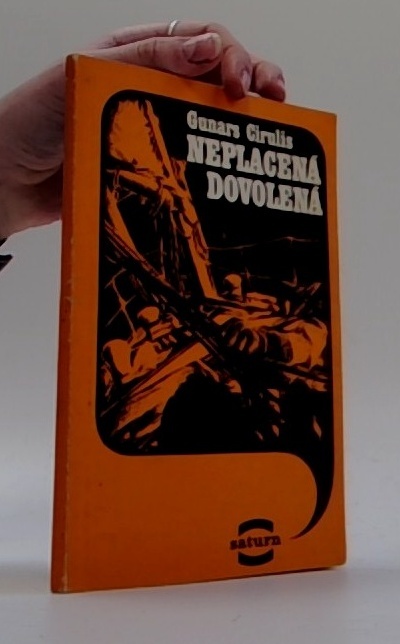 Gunars Cirulis
NEPLACENÁ
DOVOLENÁ
saturn